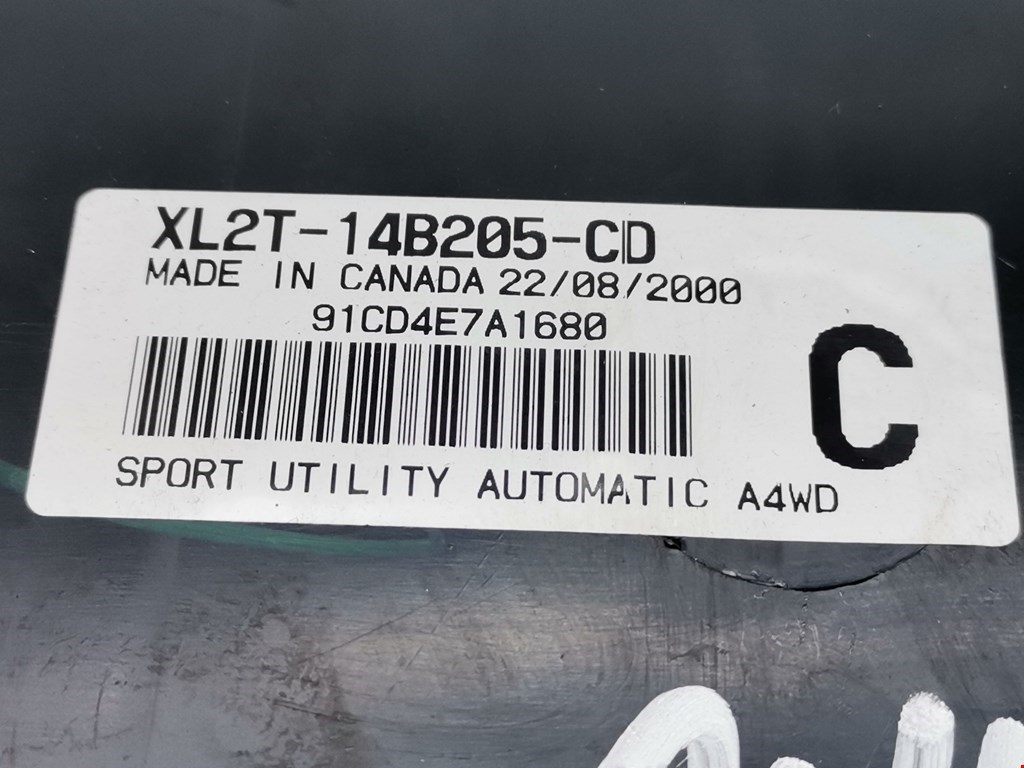 XL2T-14B205-CD
MADE IN CANADA 22/08/2000
91CD4E7A1680
C
SPORT UTILITY AUTOMATIC A4WD